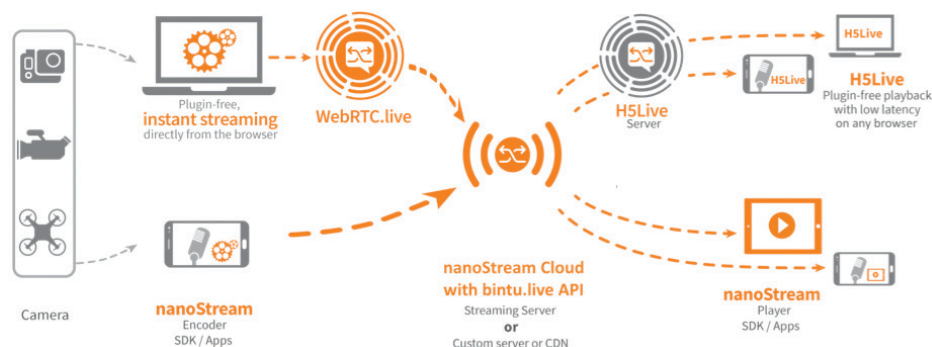 Plugin-free,
instant streaming
directly from the browser
WebRTC.live
H5Live
Server
H5Live
H5Live
H5Live
Plugin-free playback
with low latency
on any browser
Camera
nanoStream
Encoder
SDK / Apps
nanoStream Cloud
with bintu.live API
Streaming Server
or
Custom server or CDN
nanoStream
Player
SDK / Apps